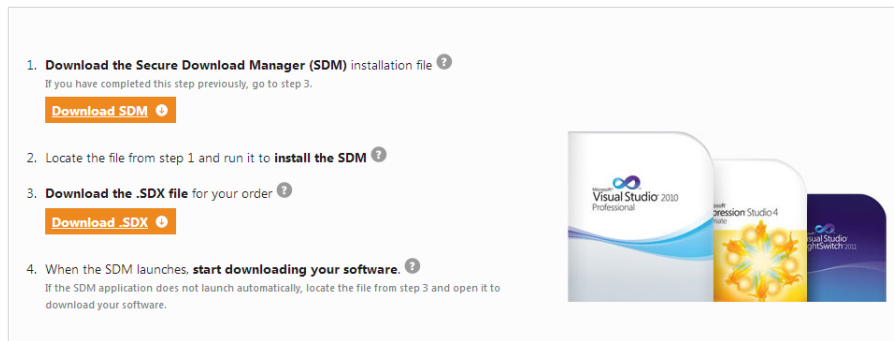 1. Download the Secure Download Manager (SDM) installation file ?
If you have completed this step previously, go to step 3.
Download SDM
2. Locate the file from step 1 and run it to install the SDM ?
3. Download the .SDX file for your order ?
Download .SDX
4. When the SDM launches, start downloading your software. ?
If the SDM application does not launch automatically, locate the file from step 3 and open it to
download your software.
Microsoft
Visual Studio 2010
Professional
pression Studio 4
mate
isual Studio
ghtSwitch 2011